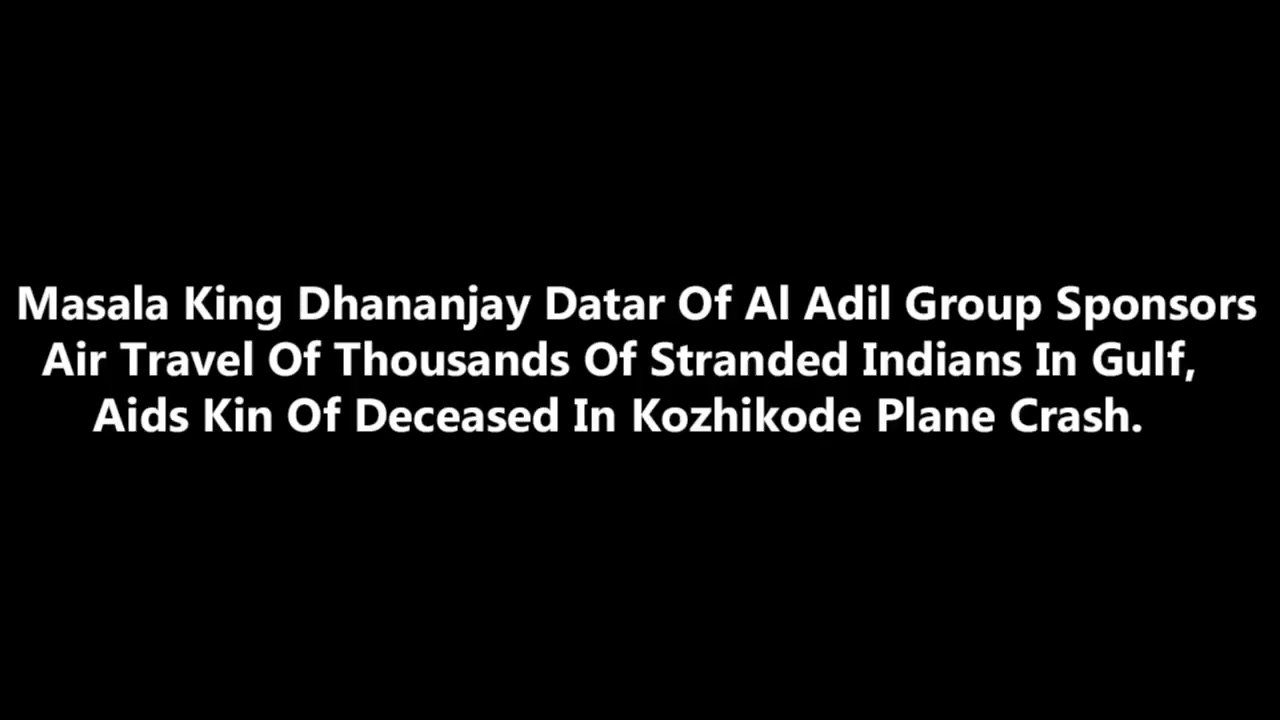 Masala King Dhananjay Datar Of Al Adil Group Sponsors
Air Travel Of Thousands Of Stranded Indians In Gulf,
Aids Kin Of Deceased In Kozhikode Plane Crash.